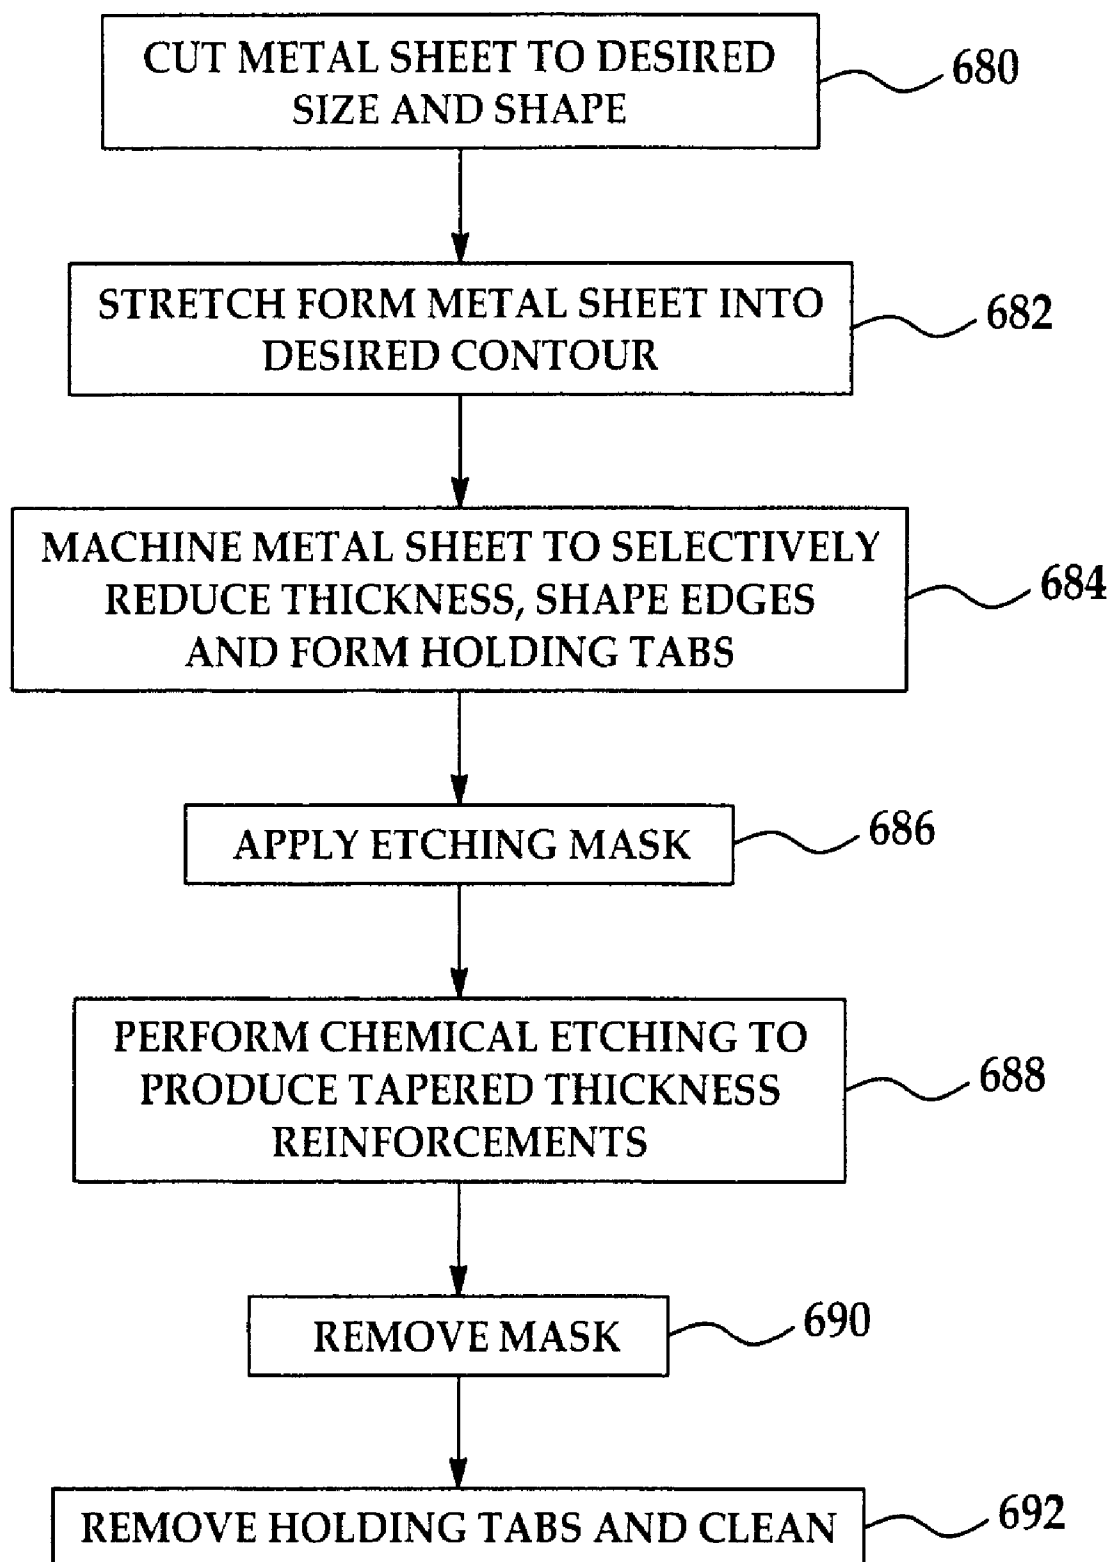 CUT METAL SHEET TO DESIRED
SIZE AND SHAPE
680
STRETCH FORM METAL SHEET INTO
DESIRED CONTOUR
682
MACHINE METAL SHEET TO SELECTIVELY
REDUCE THICKNESS, SHAPE EDGES
AND FORM HOLDING TABS
684
APPLY ETCHING MASK
686
PERFORM CHEMICAL ETCHING TO
PRODUCE TAPERED THICKNESS
REINFORCEMENTS
688
REMOVE MASK
690
REMOVE HOLDING TABS AND CLEAN
692